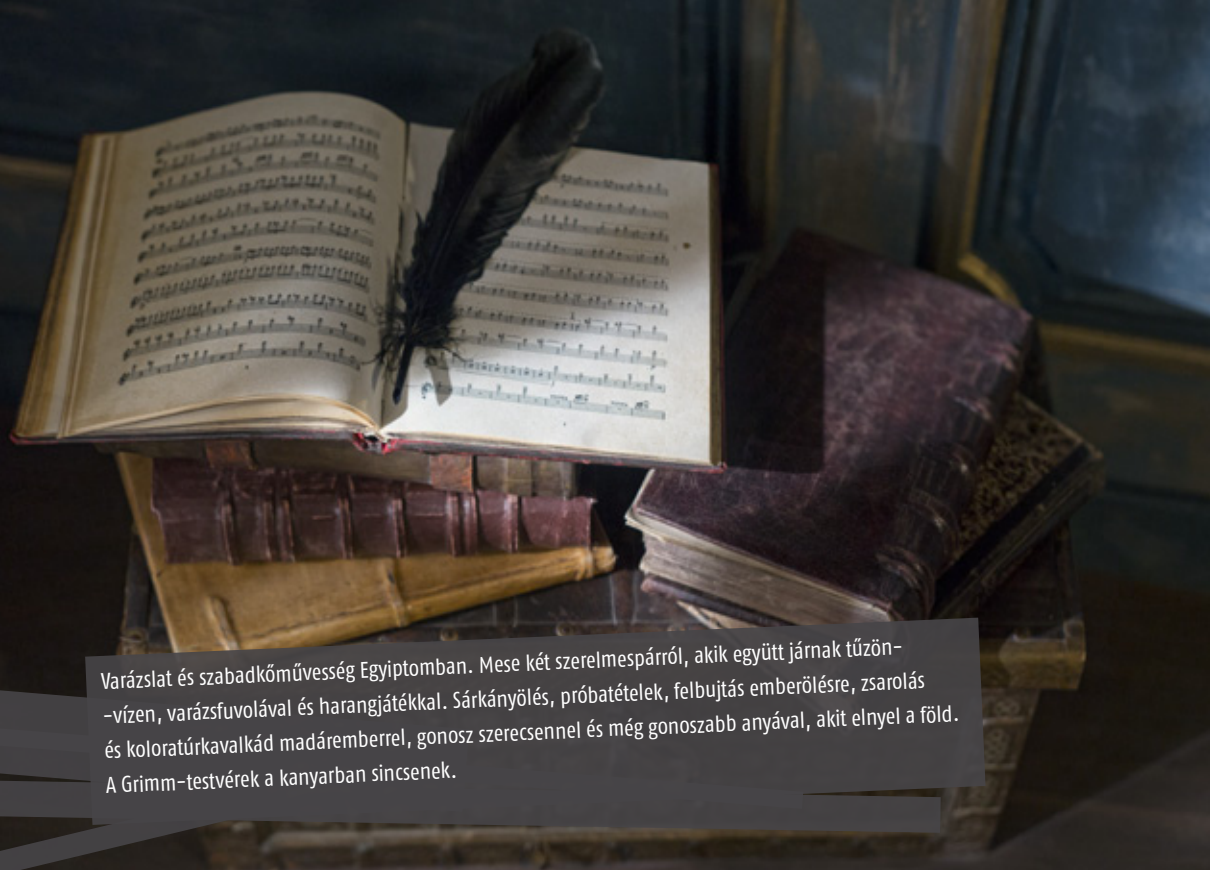 Varázslat és szabadkőművesség Egyiptomban. Mese két szerelmespárról, akik együtt járnak tűzön-
-vízen, varázsfuvolával és harangjátékkal. Sárkányölés, próbatételek, felbujtás emberölésre, zsarolás
és koloratúrkavalkád madáremberrel, gonosz szerecsennel és még gonoszabb anyával, akit elnyel a föld.
A Grimm-testvérek a kanyarban sincsenek.